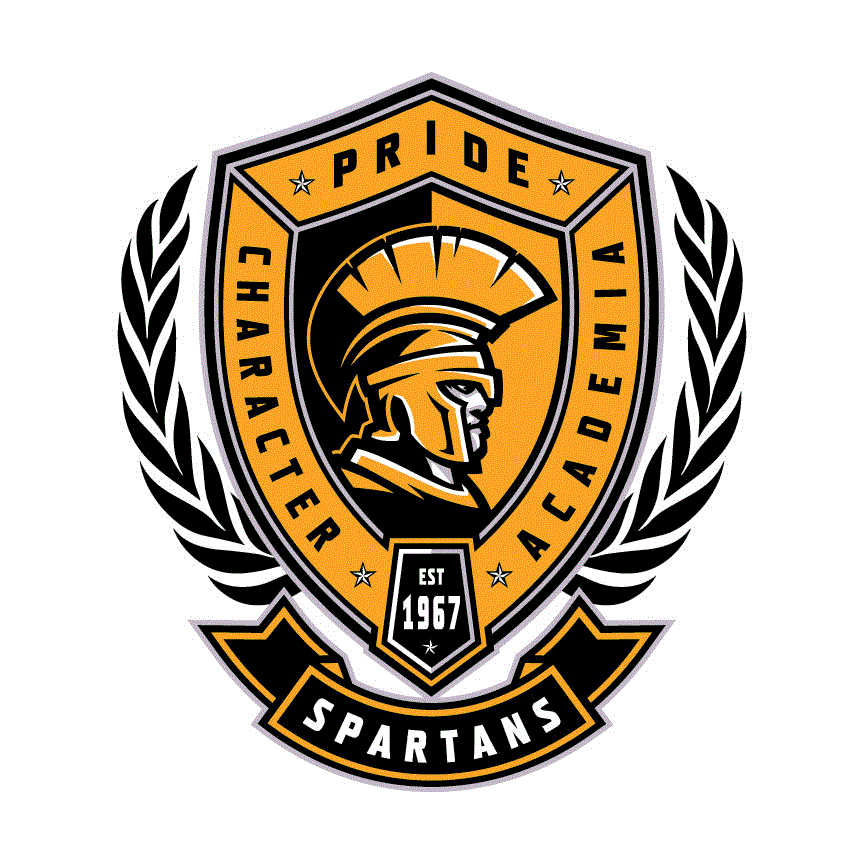 PRIDE
CHARACTER
ACADEMIA
EST
1967
SPARTANS